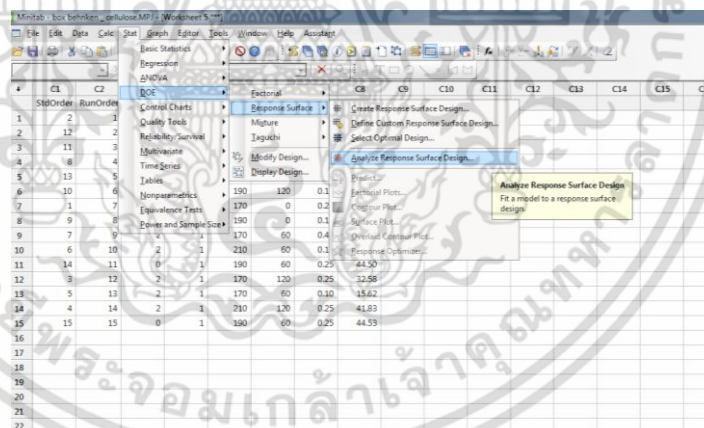 Minitab - box behnken _ cellulose.MPJ - [Worksheet 5 ***]
File Edit Data Calc Stat Graph Editor Tools Window Help Assistant
Basic Statistics
Regression
ANOVA
DOE Factorial
Control Charts Response Surface Create Response Surface Design...
Quality Tools Mixture Define Custom Response Surface Design...
Reliability/Survival Taguchi Select Optimal Design...
Multivariate Modify Design... Analyze Response Surface Design...
Time Series Display Design... Predict...
Tables Factorial Plots...
Nonparametrics Contour Plot...
Equivalence Tests Surface Plot...
Power and Sample Size Overlaid Contour Plot...
Response Optimizer...
Analyze Response Surface Design
Fit a model to a response surface
design.
C1 C2 C8 C9 C10 C11 C12 C13 C14 C15
StdOrder RunOrder
1 2 1
2 12 2
3 11 3
4 8 4
5 13 5
6 10 6 190 120 0.1
7 1 7 170 0 0.2
8 9 8 190 0 0.1
9 7 9 2 1 170 60 0.4
10 6 10 2 1 210 60 0.1
11 14 11 0 1 190 60 0.25 44.50
12 3 12 2 1 170 120 0.25 32.58
13 5 13 2 1 170 60 0.10 15.62
14 4 14 2 1 210 120 0.25 41.83
15 15 15 0 1 190 60 0.25 44.53
16
17
18
19
20
21
22